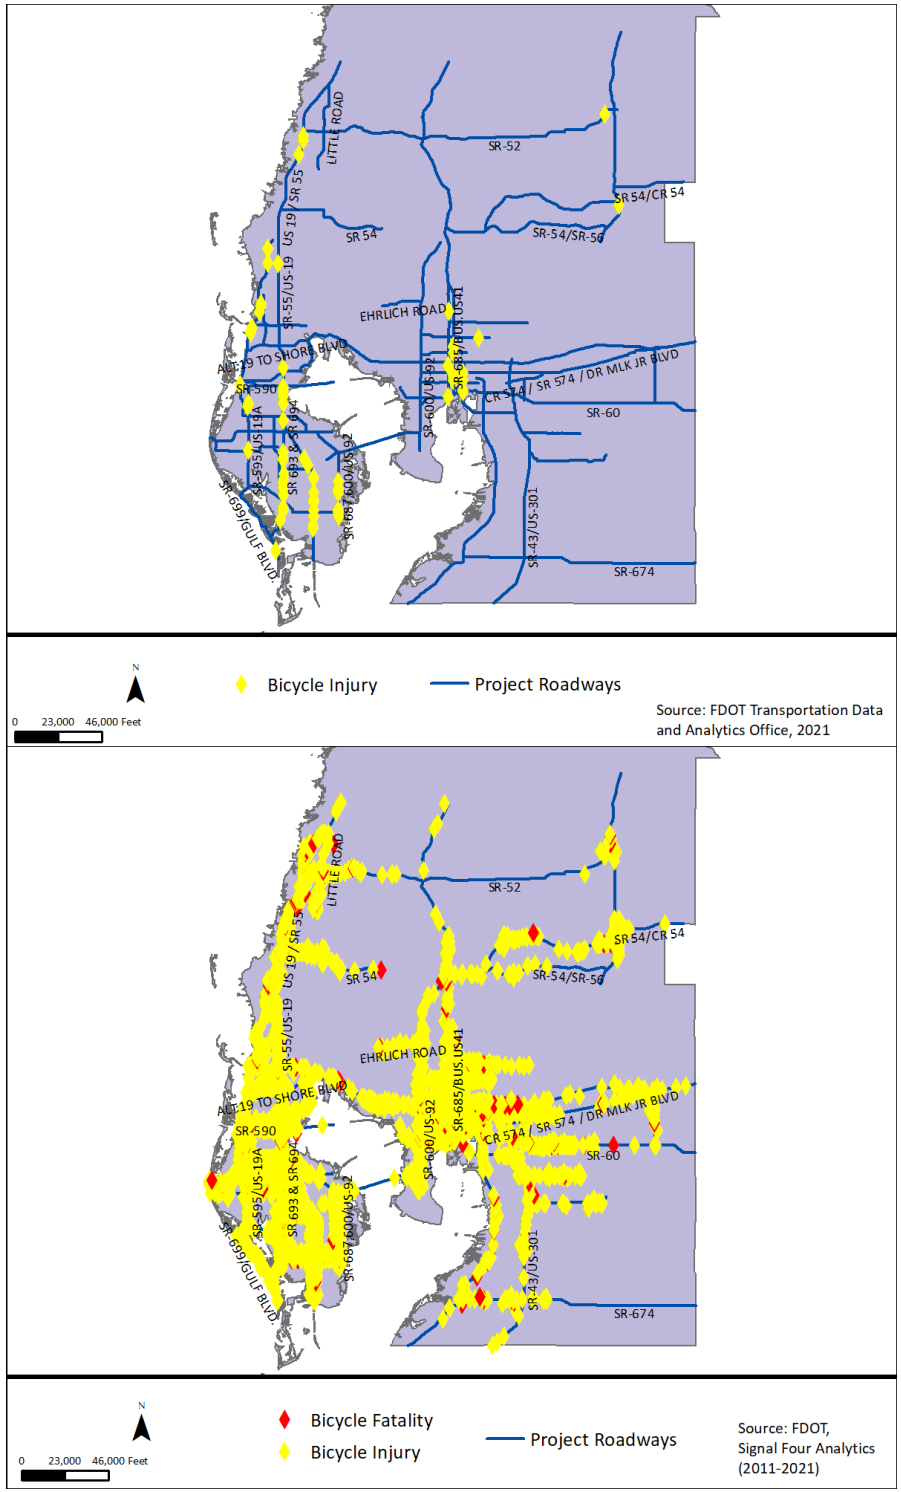 LITTLE ROAD
SR-52
US 19 / SR 55
SR 54/CR 54
SR 54
SR-54/SR-56
SR-55/US-19
EHRLICH ROAD
SR-685/BUS.US41
ALT.19 TO SHORE BLVD
CR 574 / SR 574 / DR MLK JR BLVD
SR-590
SR-600/US-92
SR-60
SR-595/US-19A
SR 693 & SR 694
SR-687,600/US-92
SR-699/GULF BLVD.
SR-43/US-301
SR-674
N
0 23,000 46,000 Feet
Bicycle Injury
Project Roadways
Source: FDOT Transportation Data
and Analytics Office, 2021
LITTLE ROAD
SR-52
US 19 / SR 55
SR 54/CR 54
SR 54
SR-54/SR-56
SR-55/US-19
EHRLICH ROAD
SR-685/BUS.US41
ALT.19 TO SHORE BLVD
CR 574 / SR 574 / DR MLK JR BLVD
SR-590
SR-600/US-92
SR-60
SR-595/US-19A
SR 693 & SR 694
SR-687,600/US-92
SR-699/GULF BLVD.
SR-43/US-301
SR-674
N
0 23,000 46,000 Feet
Bicycle Fatality
Bicycle Injury
Project Roadways
Source: FDOT,
Signal Four Analytics
(2011-2021)